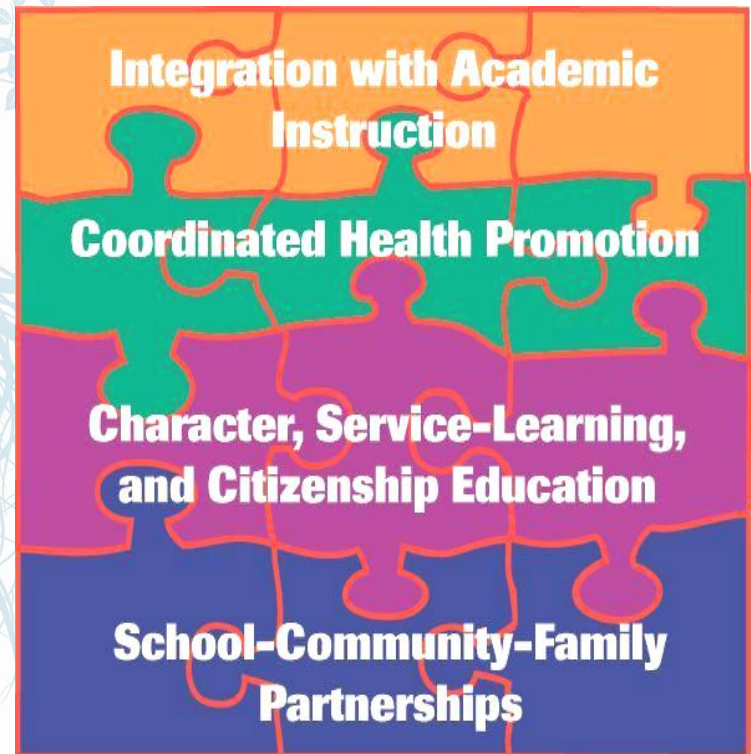 Integration with Academic
Instruction
Coordinated Health Promotion
Character, Service-Learning,
and Citizenship Education
School-Community-Family
Partnerships